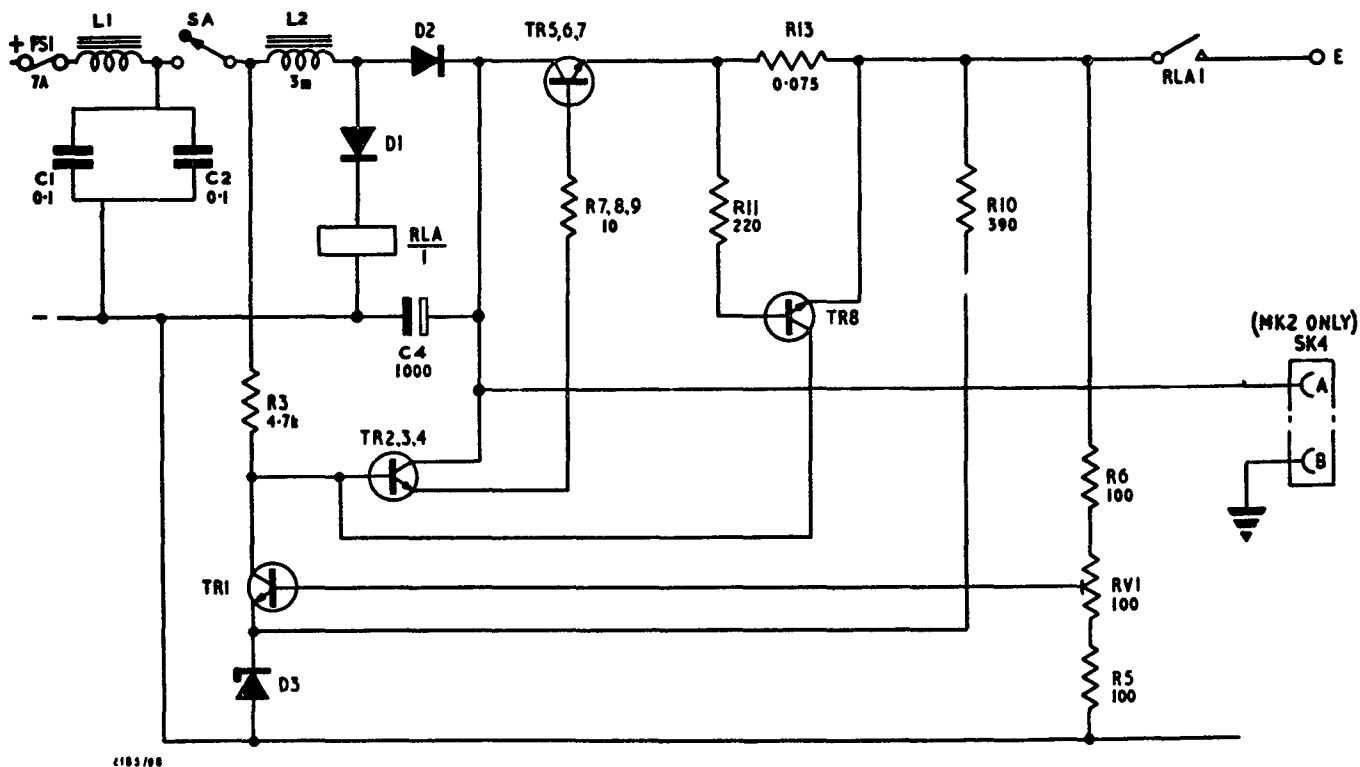 L1
SA
L2
3m
D2
TR5,6,7
R13
0·075
+
7A
RLA1
E
C1
0·1
C2
0·1
D1
RLA
1
R7,8,9
10
R11
220
R10
390
−
C4
1000
TR8
(MK2 ONLY)
SK4
A
B
R3
4·7k
TR2,3,4
R6
100
TR1
RV1
100
D3
R5
100